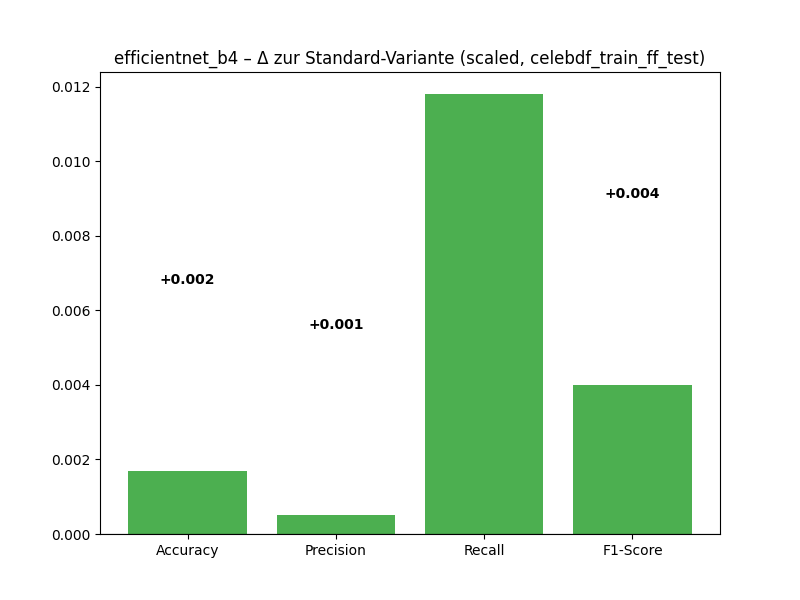 efficientnet_b4 – Δ zur Standard-Variante (scaled, celebdf_train_ff_test)
0.012
0.010
0.008
0.006
0.004
0.002
0.000
+0.002
+0.001
+0.004
Accuracy
Precision
Recall
F1-Score